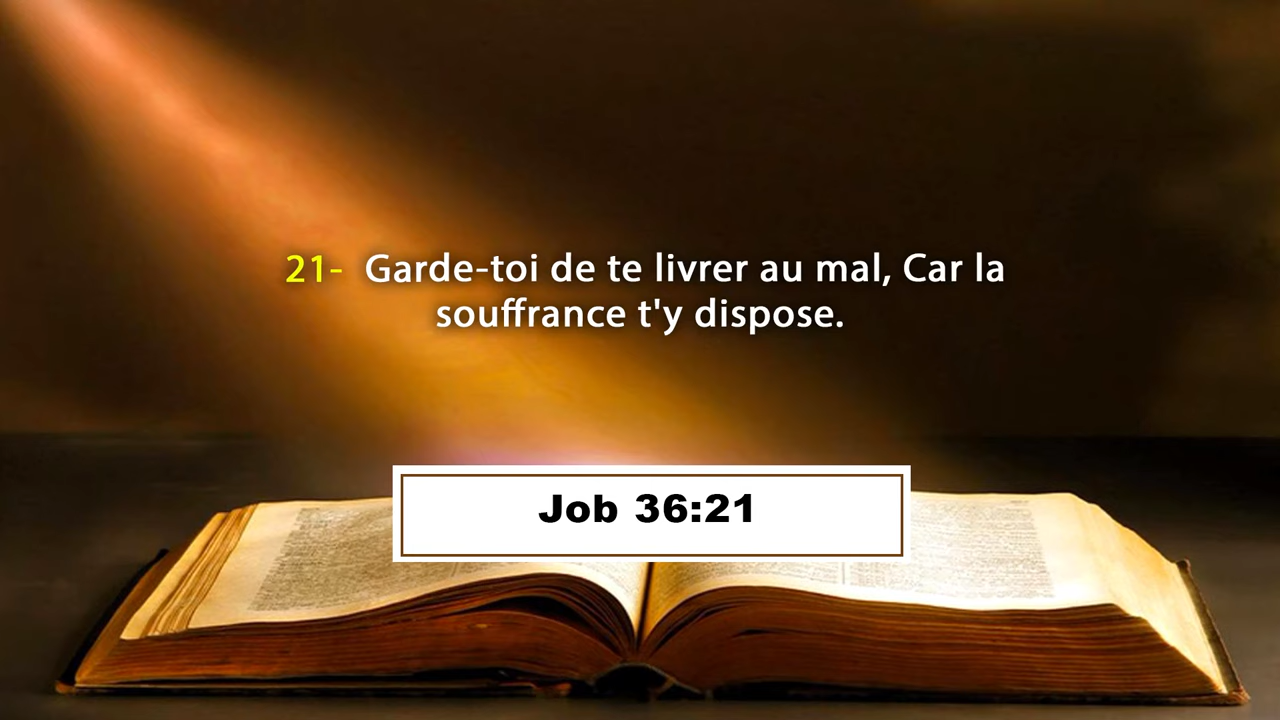 21- Garde-toi de te livrer au mal, Car la
souffrance t'y dispose.
Job 36:21